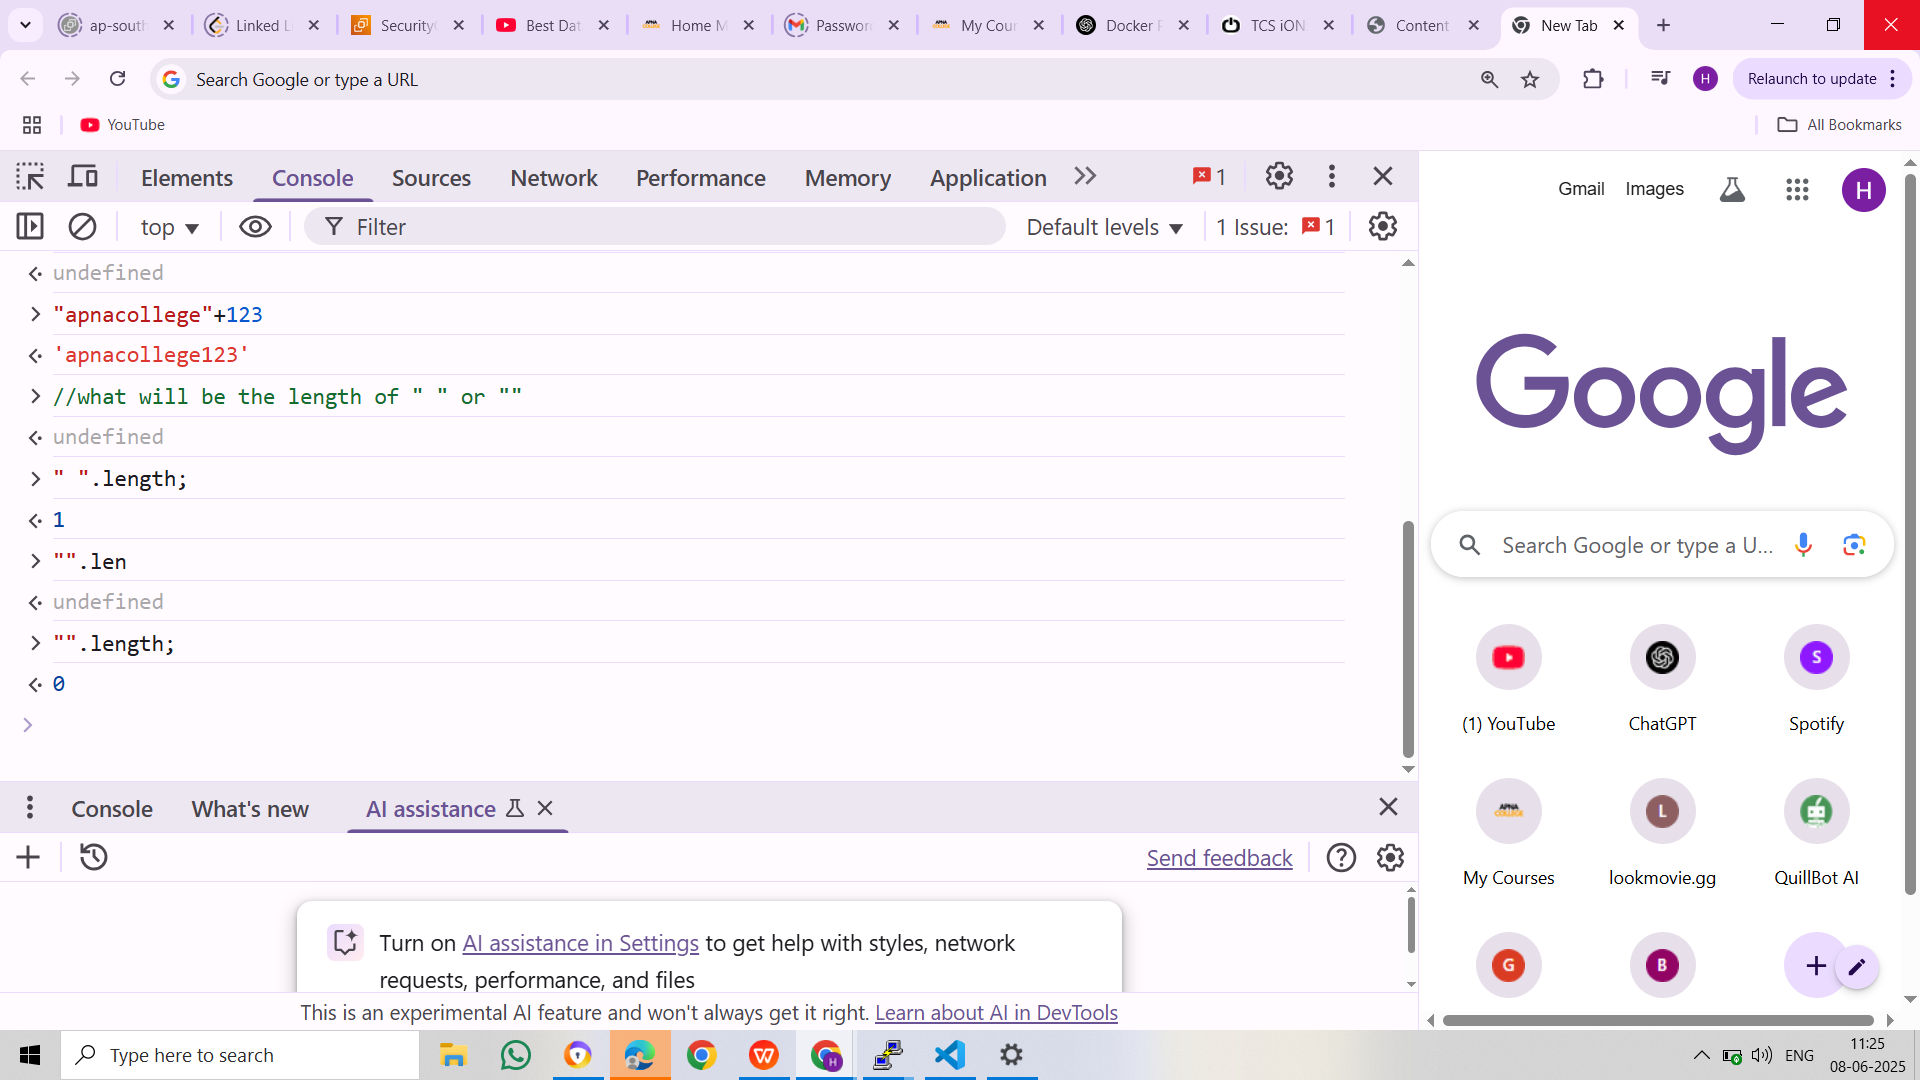 ap-south
Linked L
Security
Best Dat
Home M
Password
My Cour
Docker F
TCS iON
Content
New Tab
Search Google or type a URL
H
Relaunch to update
YouTube
All Bookmarks
Elements
Console
Sources
Network
Performance
Memory
Application
1
top
Filter
Default levels
1 Issue:
1
undefined
"apnacollege"+123
'apnacollege123'
//what will be the length of " " or ""
undefined
" ".length;
1
"".len
undefined
"".length;
0
Console
What's new
AI assistance
Send feedback
Turn on AI assistance in Settings to get help with styles, network
requests, performance, and files
This is an experimental AI feature and won't always get it right. Learn about AI in DevTools
Gmail
Images
H
Google
Search Google or type a U...
S
(1) YouTube
ChatGPT
Spotify
APNA
COLLEGE
L
My Courses
lookmovie.gg
QuillBot AI
G
B
Type here to search
ENG
11:25
08-06-2025